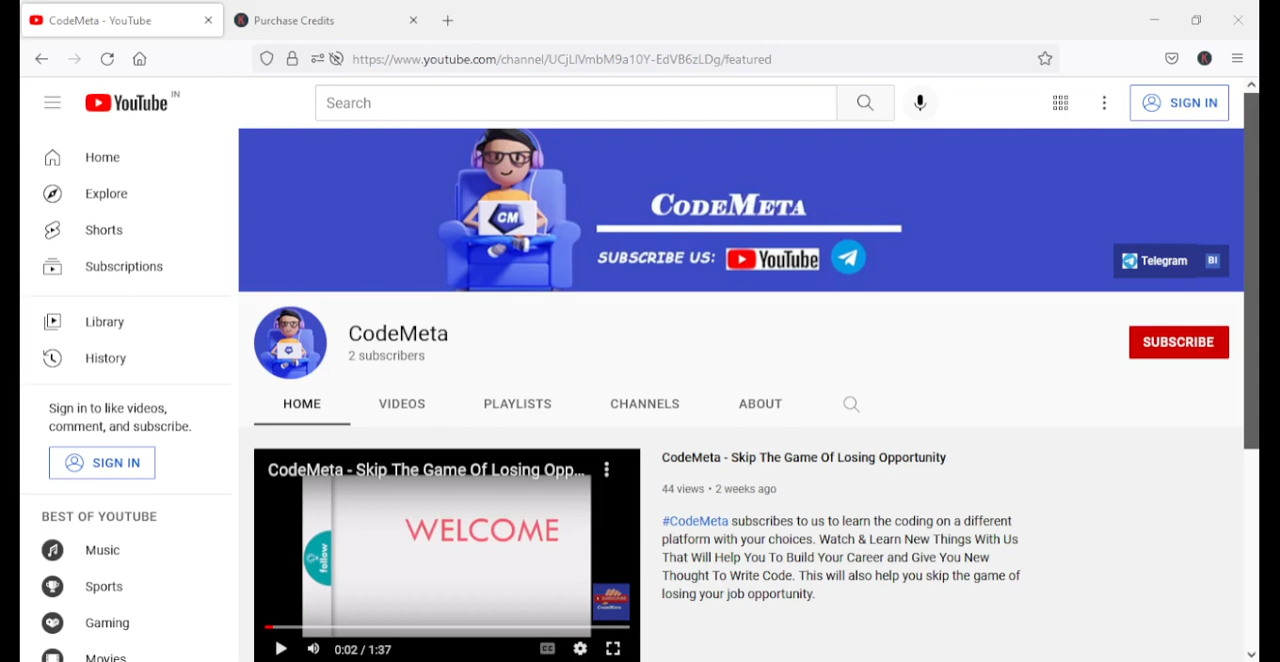 CodeMeta - YouTube
Purchase Credits
https://www.youtube.com/channel/UCjLlVmbM9a10Y-EdVB6zLDg/featured
YouTube IN
Search
SIGN IN
Home
Explore
Shorts
Subscriptions
Library
History
Sign in to like videos,
comment, and subscribe.
SIGN IN
BEST OF YOUTUBE
Music
Sports
Gaming
Movies
CM
CODEMETA
SUBSCRIBE US: YouTube
Telegram BI
CodeMeta
2 subscribers
SUBSCRIBE
HOME VIDEOS PLAYLISTS CHANNELS ABOUT
CodeMeta - Skip The Game Of Losing Opp...
WELCOME
follow
SUBSCRIBE
CodeMeta
0:02 / 1:37
CC
CodeMeta - Skip The Game Of Losing Opportunity
44 views • 2 weeks ago
#CodeMeta subscribes to us to learn the coding on a different
platform with your choices. Watch & Learn New Things With Us
That Will Help You To Build Your Career and Give You New
Thought To Write Code. This will also help you skip the game of
losing your job opportunity.